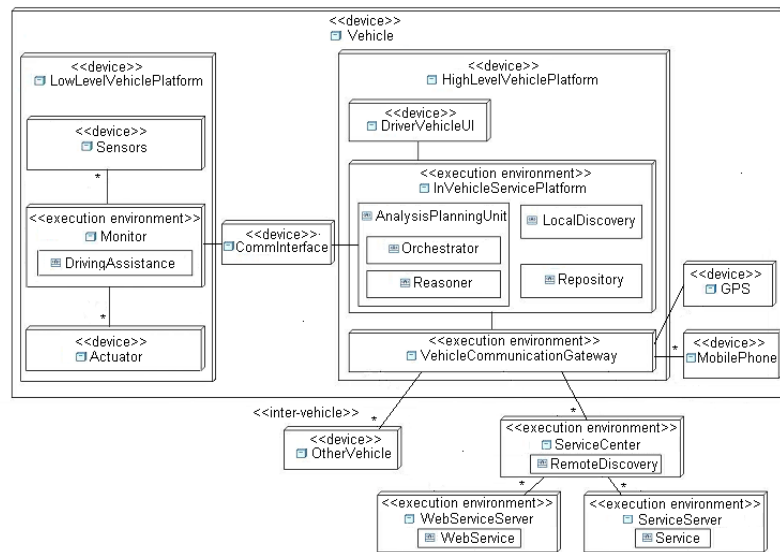 <<device>>
Vehicle
<<device>>
LowLevelVehiclePlatform
<<device>>
Sensors
*
<<execution environment>>
Monitor
DrivingAssistance
*
<<device>>
Actuator
<<device>>
CommInterface
<<device>>
HighLevelVehiclePlatform
<<device>>
DriverVehicleUI
<<execution environment>>
InVehicleServicePlatform
AnalysisPlanningUnit
Orchestrator
Reasoner
LocalDiscovery
Repository
<<execution environment>>
VehicleCommunicationGateway
<<device>>
GPS
*
<<device>>
MobilePhone
<<inter-vehicle>>
*
<<device>>
OtherVehicle
*
<<execution environment>>
ServiceCenter
RemoteDiscovery
*
*
<<execution environment>>
WebServiceServer
WebService
<<execution environment>>
ServiceServer
Service